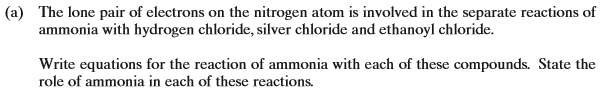 (a) The lone pair of electrons on the nitrogen atom is involved in the separate reactions of
ammonia with hydrogen chloride, silver chloride and ethanoyl chloride.
Write equations for the reaction of ammonia with each of these compounds. State the
role of ammonia in each of these reactions.